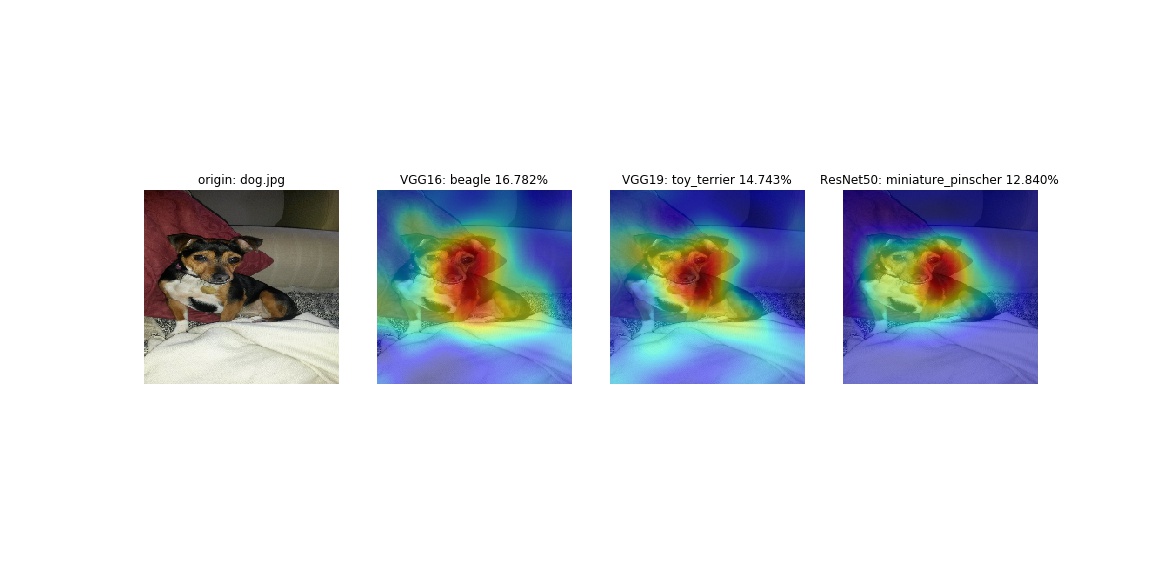 origin: dog.jpg
VGG16: beagle 16.782%
VGG19: toy_terrier 14.743%
ResNet50: miniature_pinscher 12.840%